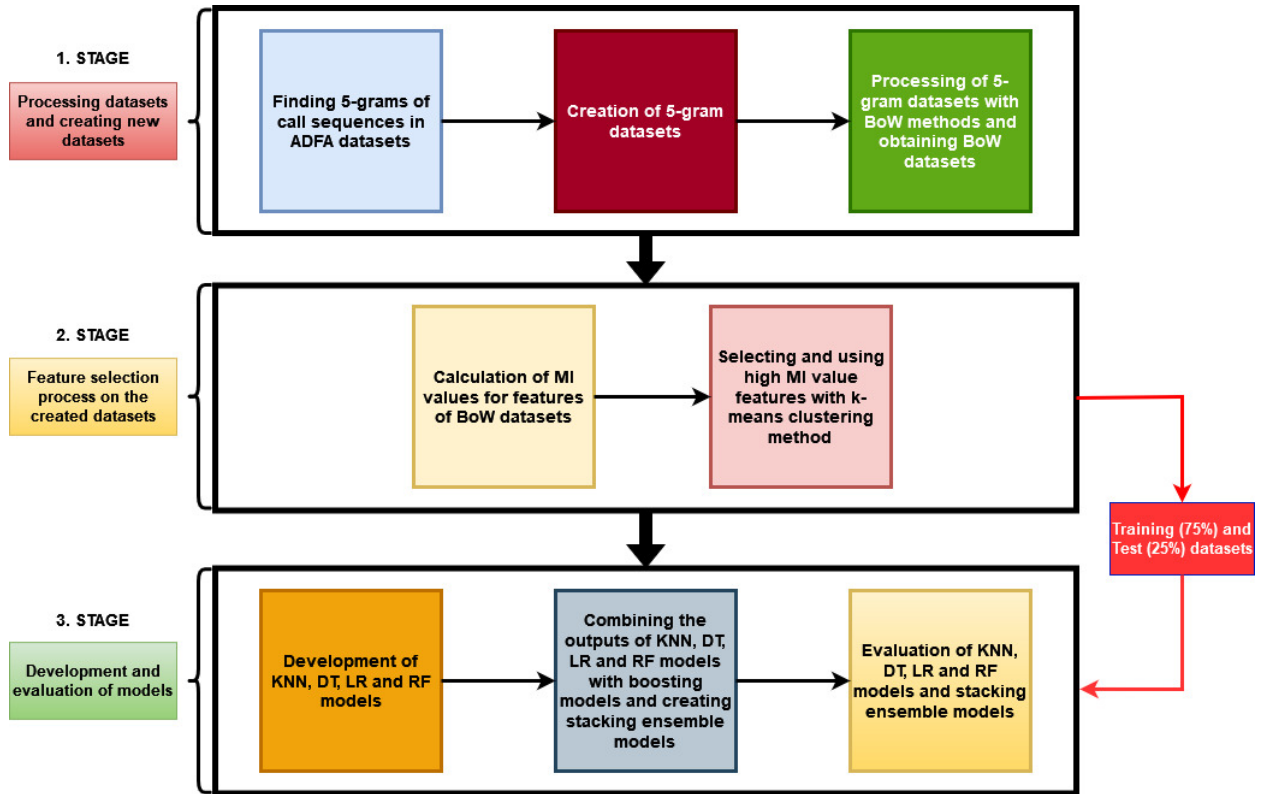 1. STAGE
Processing datasets
and creating new
datasets
Finding 5-grams of
call sequences in
ADFA datasets
Creation of 5-gram
datasets
Processing of 5-
gram datasets with
BoW methods and
obtaining BoW
datasets
2. STAGE
Feature selection
process on the
created datasets
Calculation of MI
values for features
of BoW datasets
Selecting and using
high MI value
features with k-
means clustering
method
Training (75%) and
Test (25%) datasets
3. STAGE
Development and
evaluation of models
Development of
KNN, DT, LR and RF
models
Combining the
outputs of KNN, DT,
LR and RF models
with boosting
models and creating
stacking ensemble
models
Evaluation of KNN,
DT, LR and RF
models and stacking
ensemble models